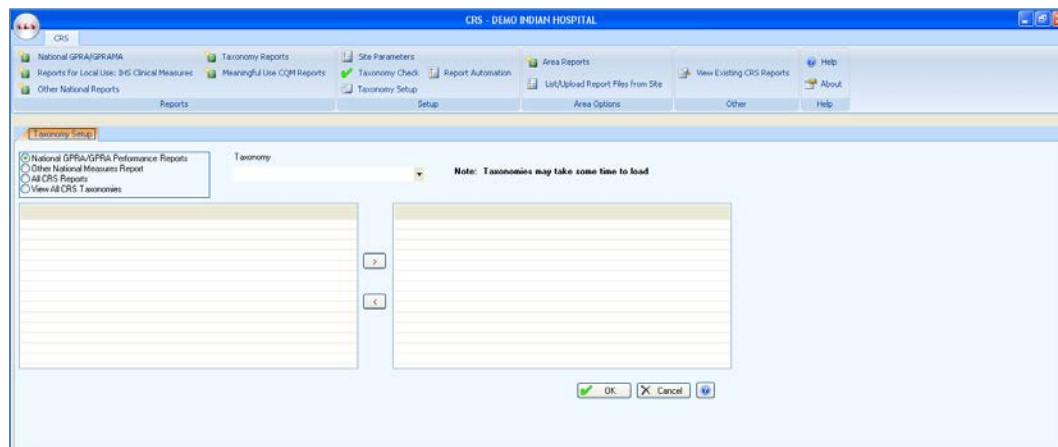 CRS - DEMO INDIAN HOSPITAL
CRS
National GPRA/GPRAMA
Reports for Local Use: IHS Clinical Measures
Other National Reports
Taxonomy Reports
Meaningful Use CQM Reports
Reports
Site Parameters
Taxonomy Check
Report Automation
Taxonomy Setup
Setup
Area Reports
List/Upload Report Files from Site
Area Options
View Existing CRS Reports
Other
Help
About
Help
Taxonomy Setup
National GPRA/GPRA Performance Reports
Other National Measures Report
All CRS Reports
View All CRS Taxonomies
Taxonomy
Note: Taxonomies may take some time to load
>
<
OK
Cancel
?